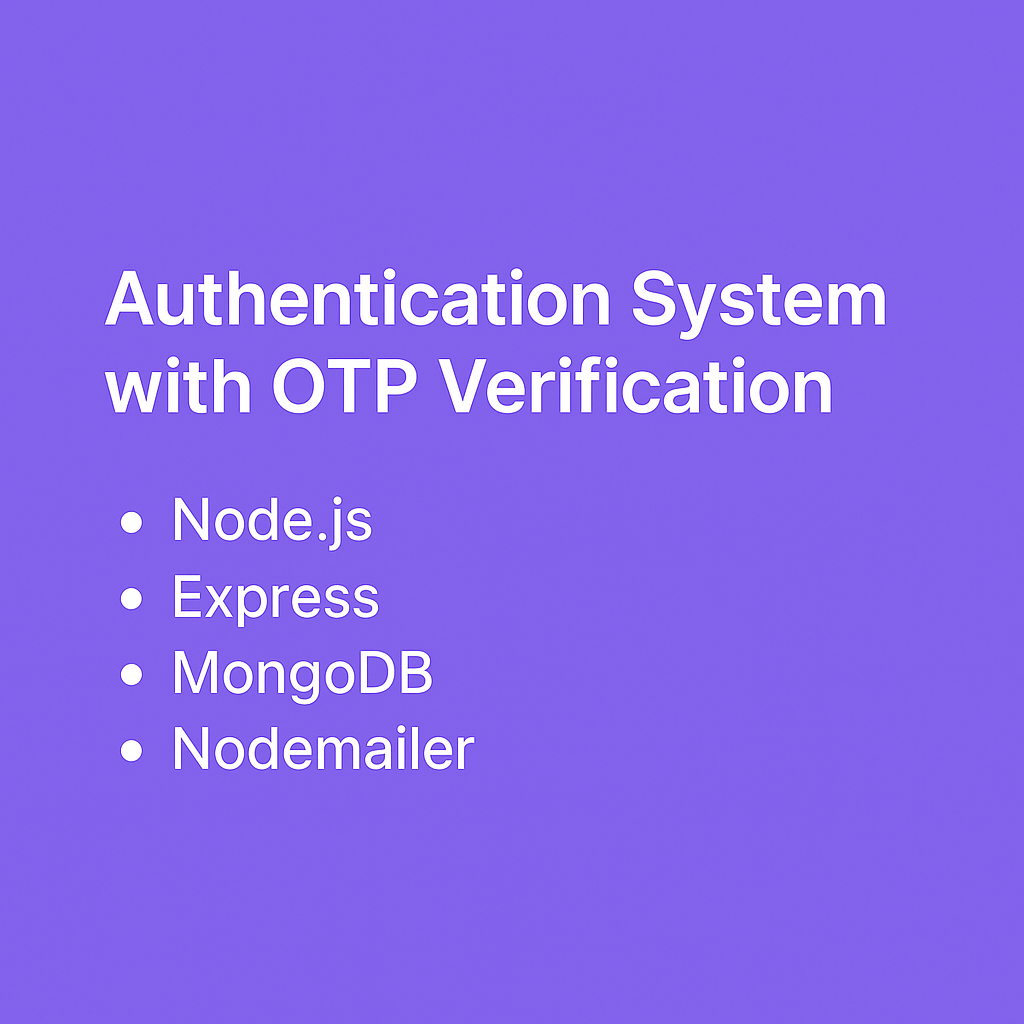 Authentication System
with OTP Verification
• Node.js
• Express
• MongoDB
• Nodemailer